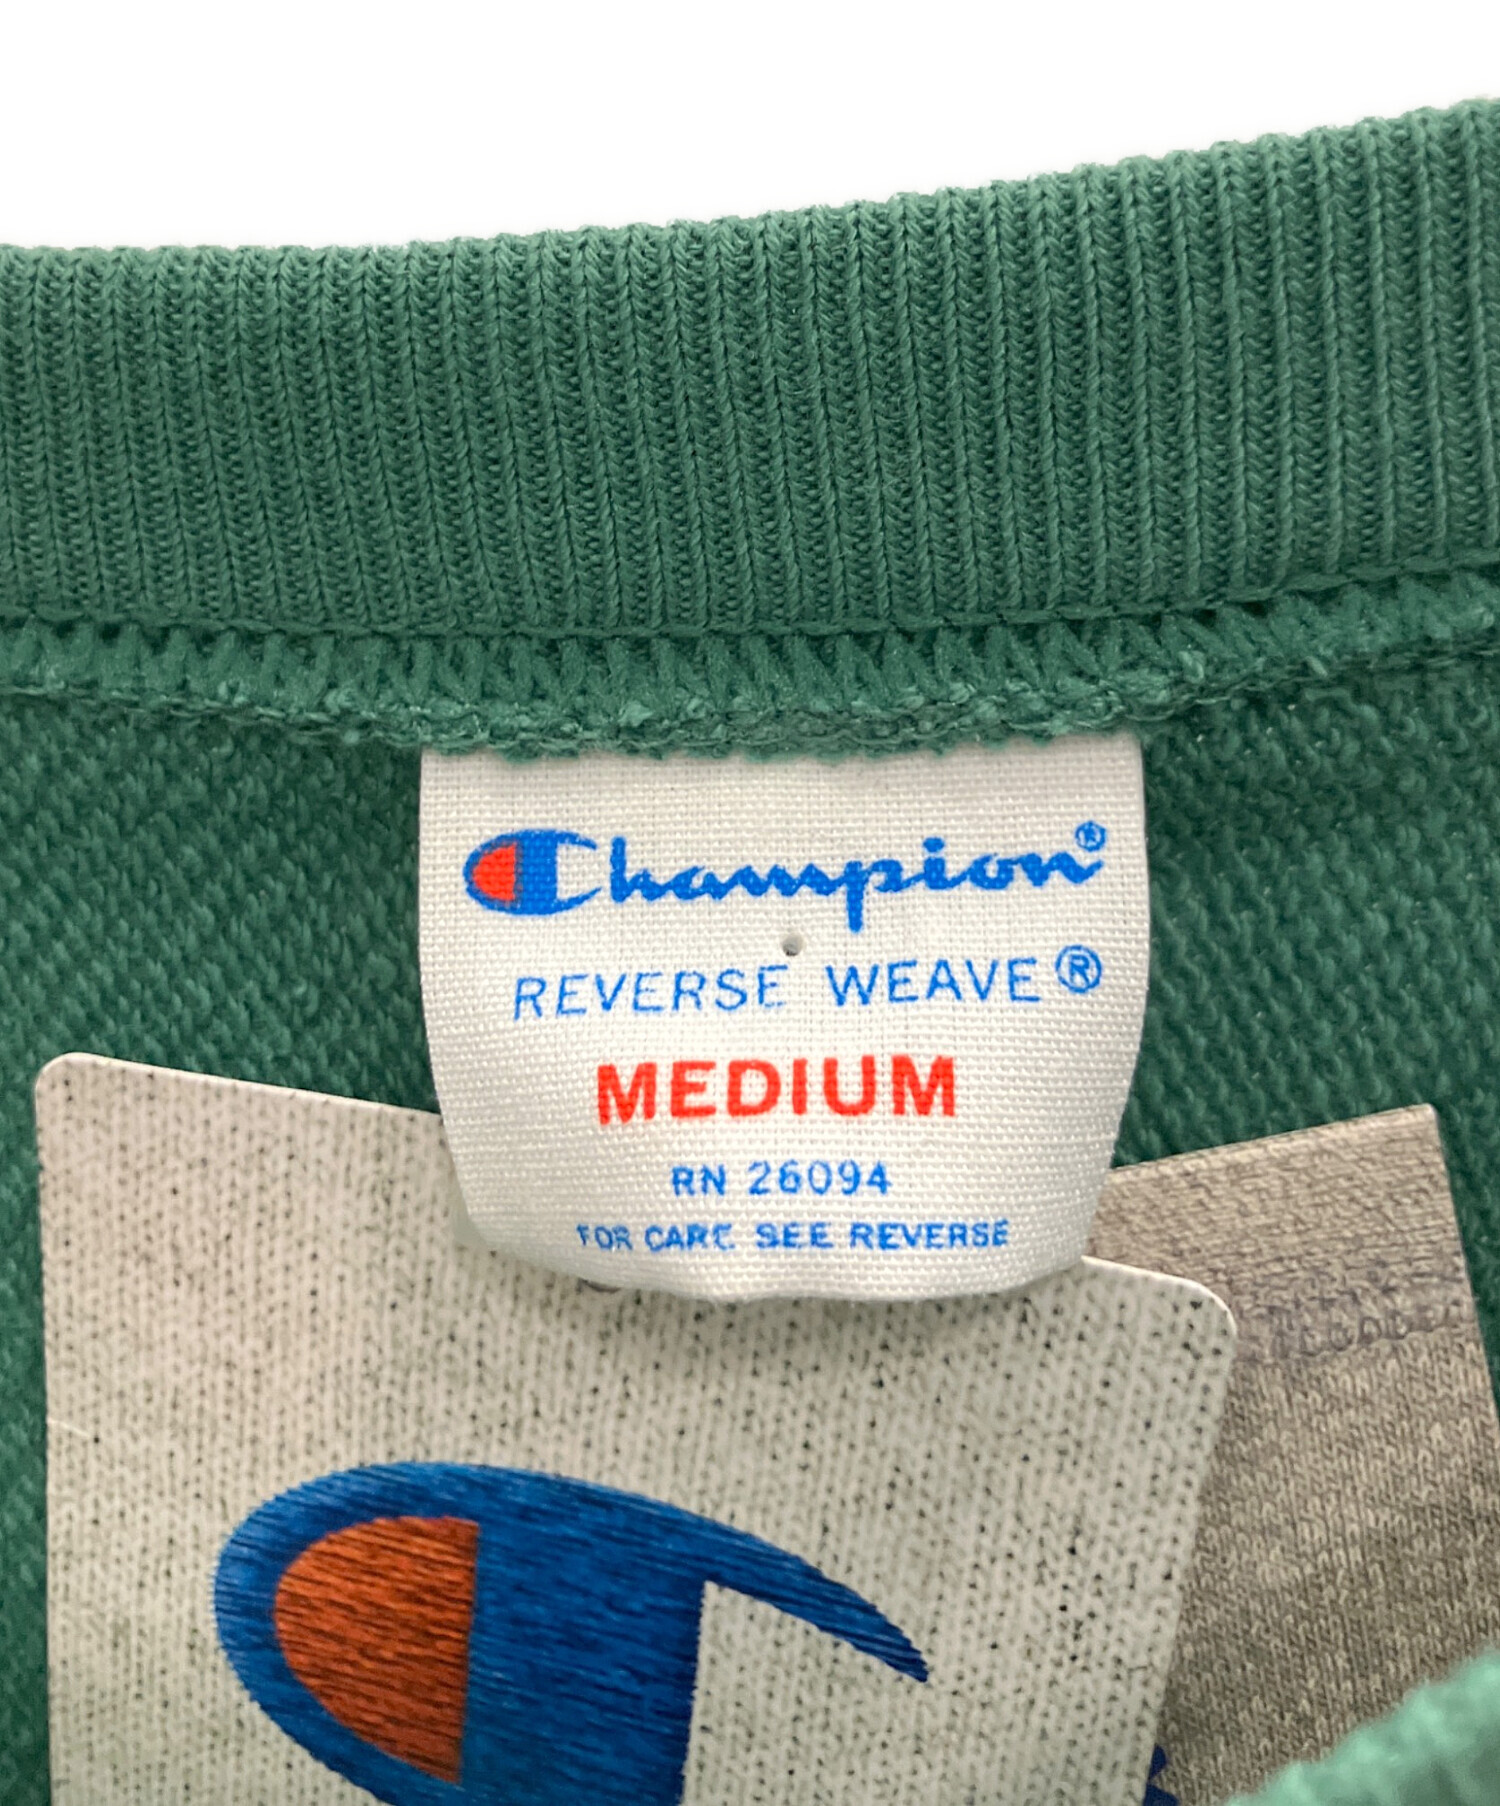 Champion®
REVERSE WEAVE®
MEDIUM
RN 26094
FOR CARE SEE REVERSE